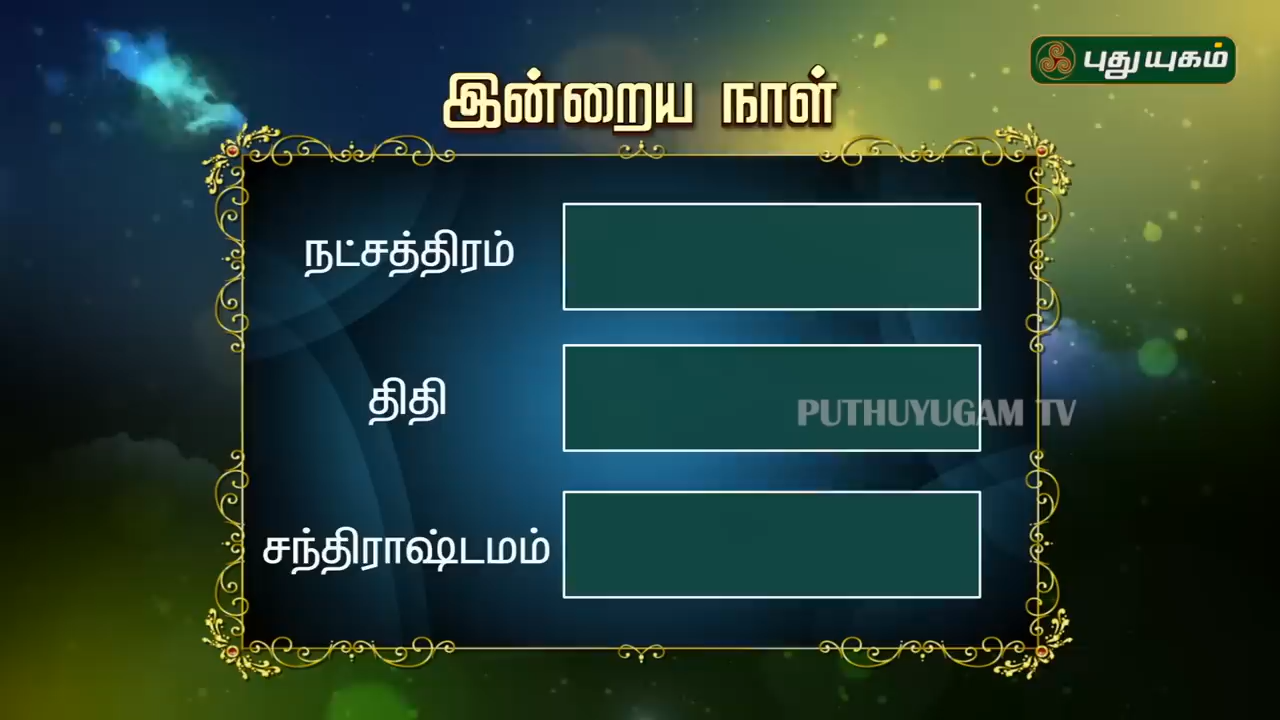 புதுயுகம்
இன்றைய நாள்
நட்சத்திரம்
திதி
PUTHUYUGAM TV
சந்திராஷ்டமம்